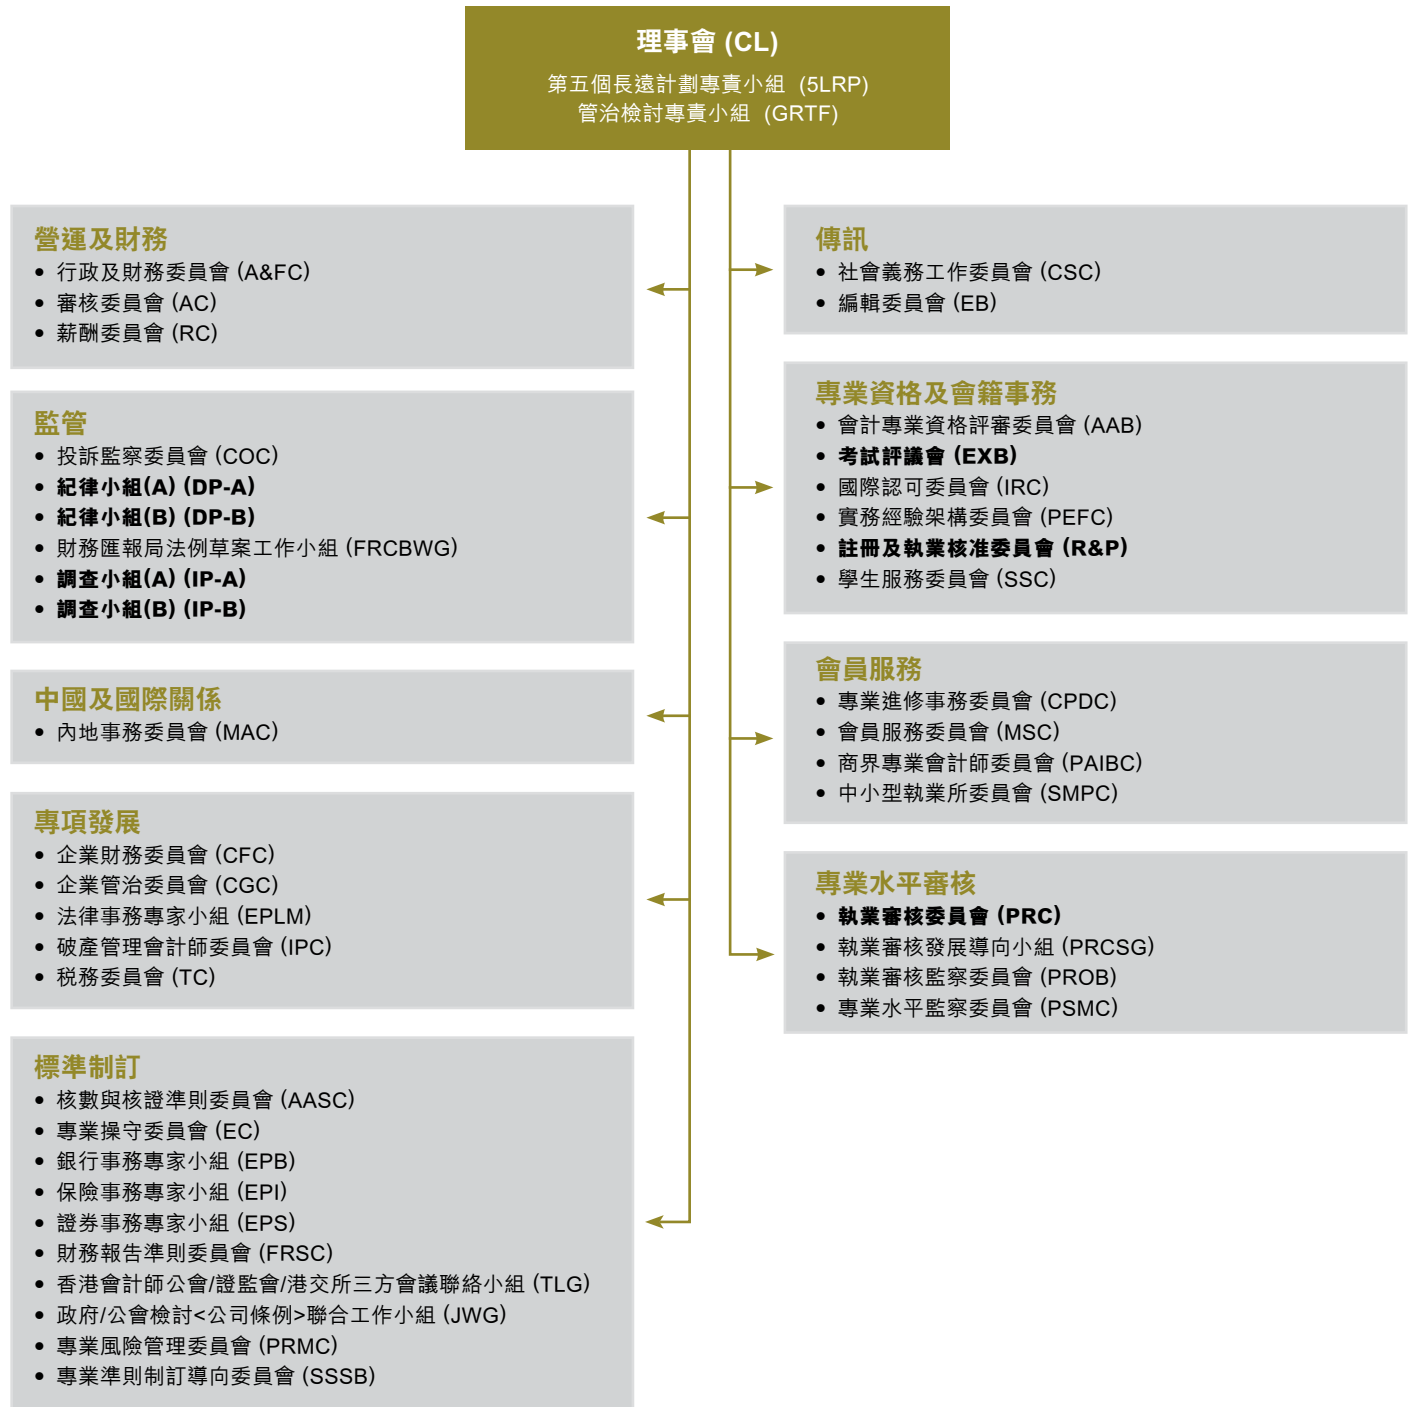 理事會 (CL)
第五個長遠計劃專責小組 (5LRP)
管治檢討專責小組 (GRTF)
營運及財務
• 行政及財務委員會 (A&FC)
• 審核委員會 (AC)
• 薪酬委員會 (RC)
監管
• 投訴監察委員會 (COC)
• 紀律小組(A) (DP-A)
• 紀律小組(B) (DP-B)
• 財務匯報局法例草案工作小組 (FRCBWG)
• 調查小組(A) (IP-A)
• 調查小組(B) (IP-B)
中國及國際關係
• 內地事務委員會 (MAC)
專項發展
• 企業財務委員會 (CFC)
• 企業管治委員會 (CGC)
• 法律事務專家小組 (EPLM)
• 破產管理會計師委員會 (IPC)
• 税務委員會 (TC)
標準制訂
• 核數與核證準則委員會 (AASC)
• 專業操守委員會 (EC)
• 銀行事務專家小組 (EPB)
• 保險事務專家小組 (EPI)
• 證券事務專家小組 (EPS)
• 財務報告準則委員會 (FRSC)
• 香港會計師公會/證監會/港交所三方會議聯絡小組 (TLG)
• 政府/公會檢討<公司條例>聯合工作小組 (JWG)
• 專業風險管理委員會 (PRMC)
• 專業準則制訂導向委員會 (SSSB)
傳訊
• 社會義務工作委員會 (CSC)
• 編輯委員會 (EB)
專業資格及會籍事務
• 會計專業資格評審委員會 (AAB)
• 考試評議會 (EXB)
• 國際認可委員會 (IRC)
• 實務經驗架構委員會 (PEFC)
• 註冊及執業核准委員會 (R&P)
• 學生服務委員會 (SSC)
會員服務
• 專業進修事務委員會 (CPDC)
• 會員服務委員會 (MSC)
• 商界專業會計師委員會 (PAIBC)
• 中小型執業所委員會 (SMPC)
專業水平審核
• 執業審核委員會 (PRC)
• 執業審核發展導向小組 (PRCSG)
• 執業審核監察委員會 (PROB)
• 專業水平監察委員會 (PSMC)